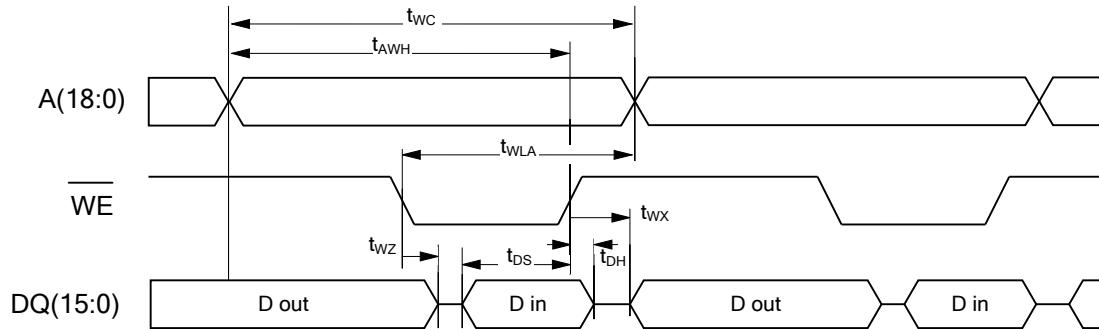 tWC
tAWH
A(18:0)
tWLA
WE
tWX
tWZ
tDS
tDH
DQ(15:0)
D out
D in
D out
D in